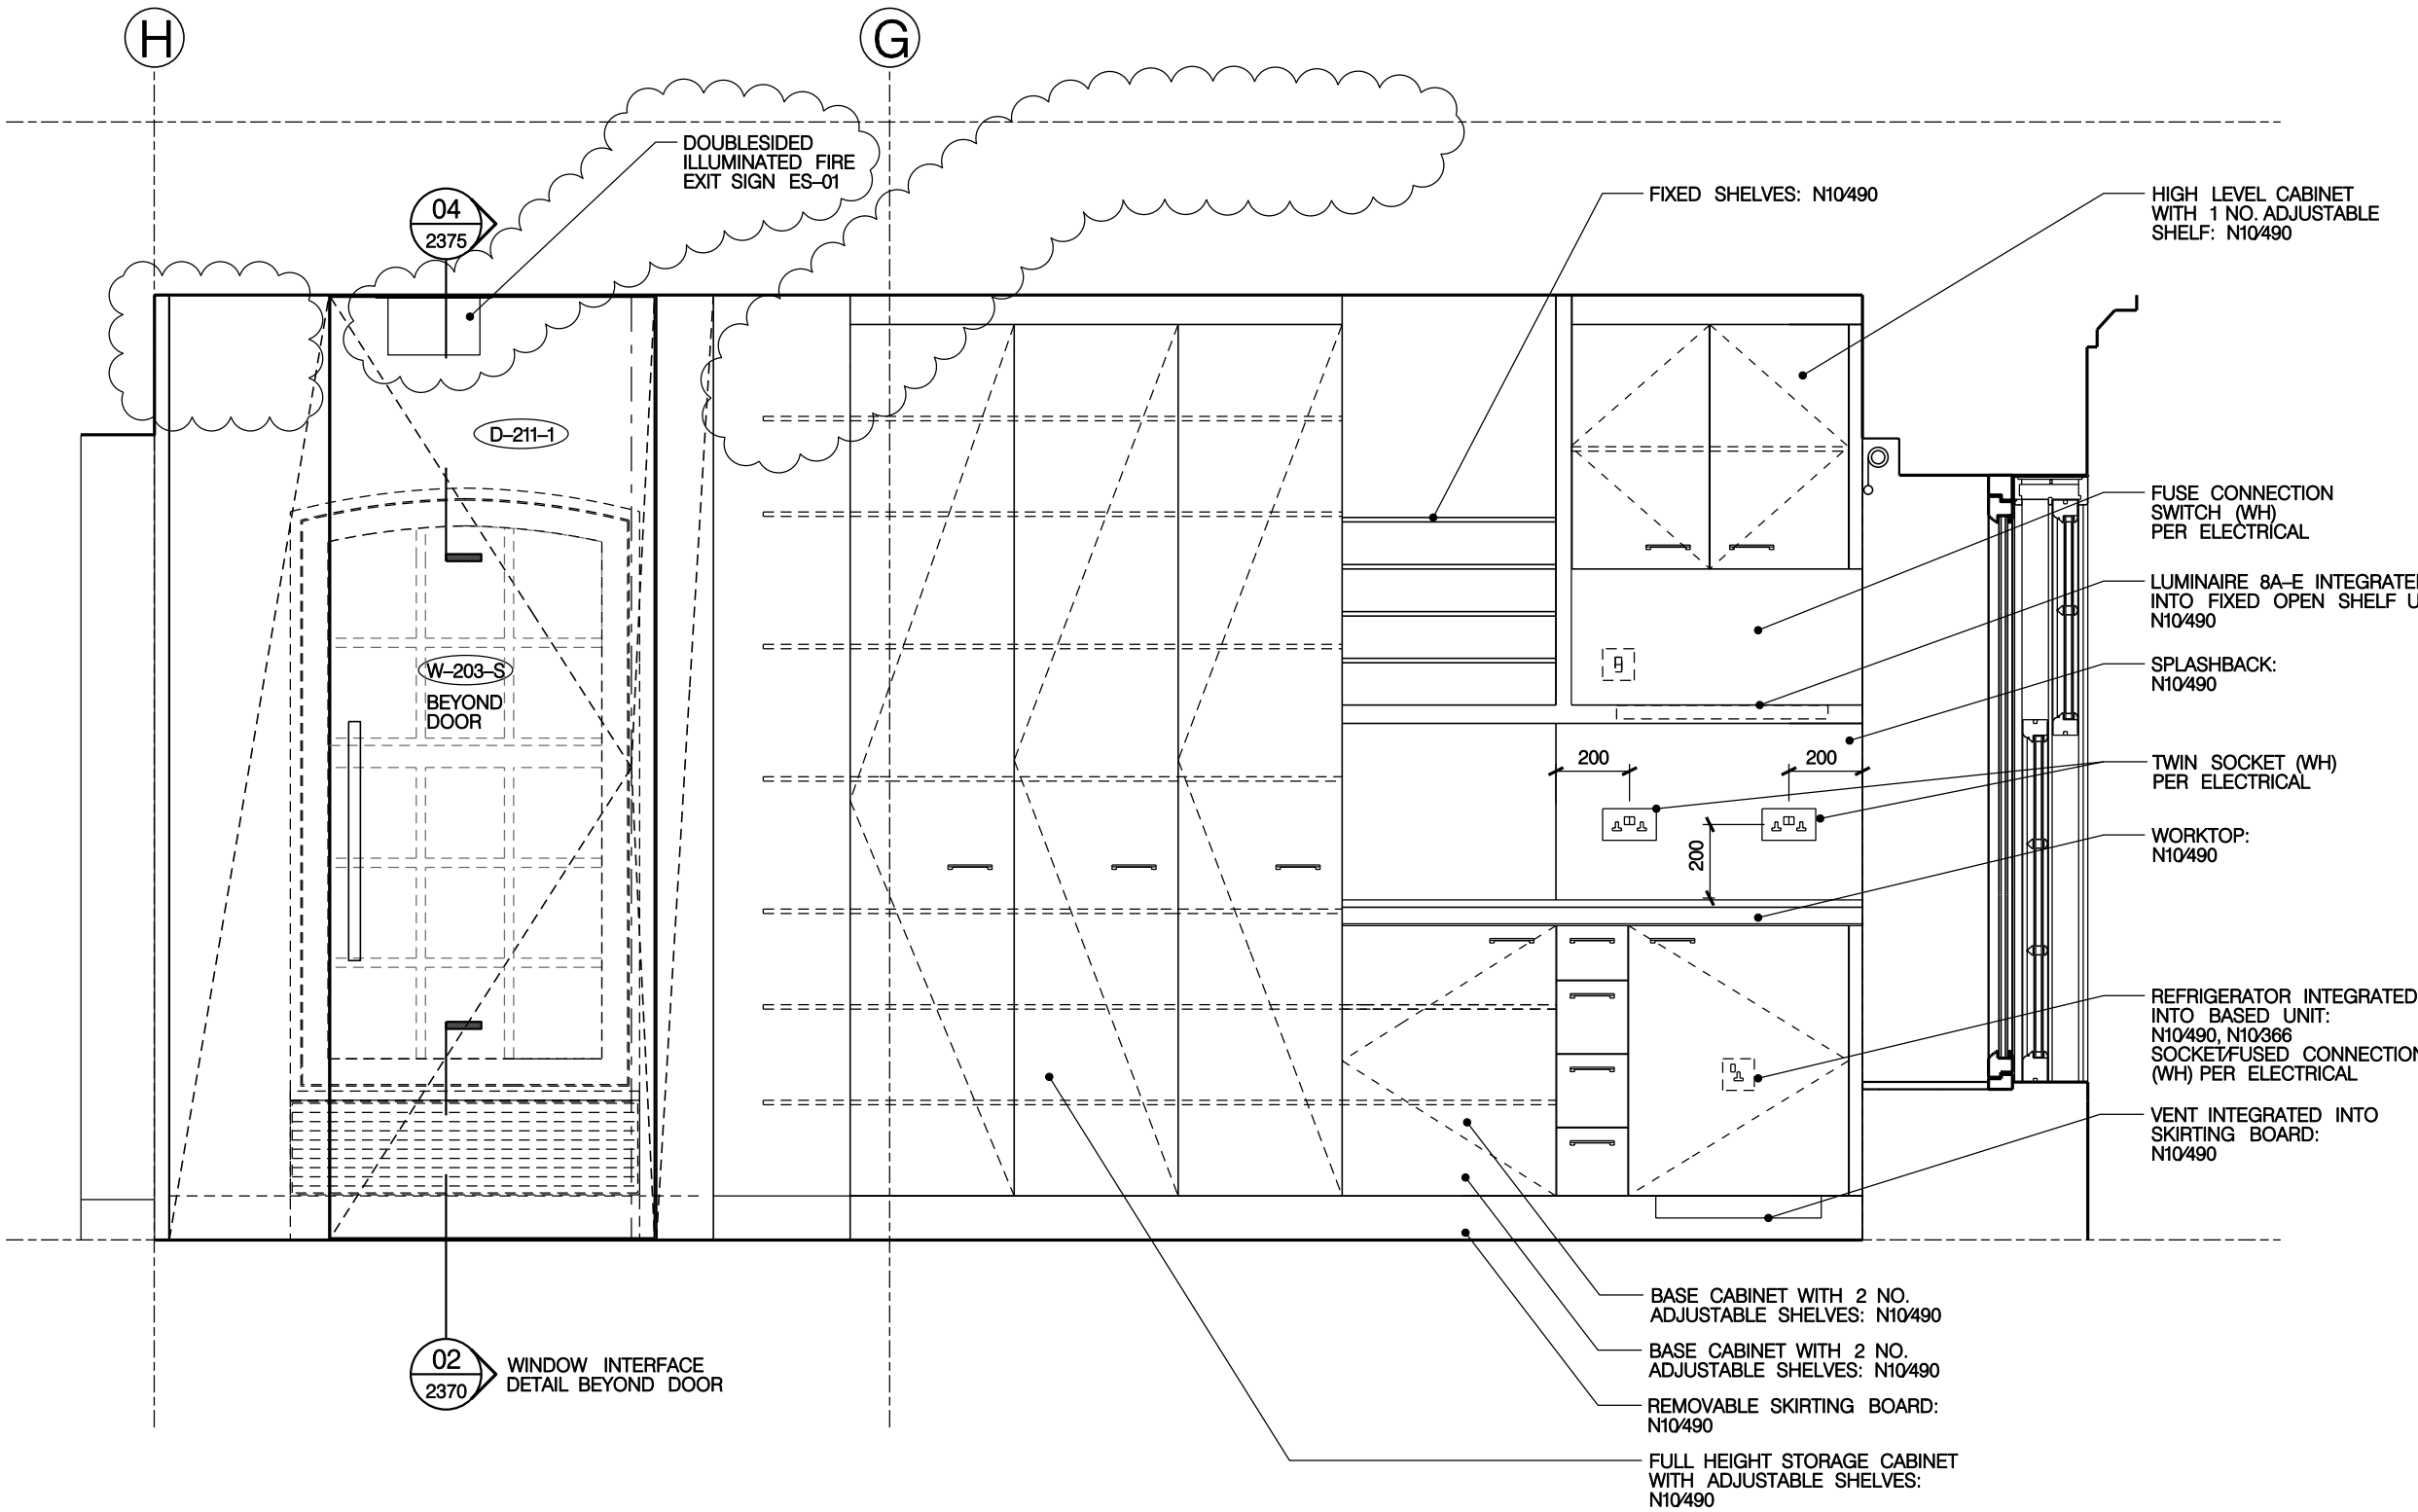 H
G
DOUBLESIDED
ILLUMINATED FIRE
EXIT SIGN ES-01
04
2375
FIXED SHELVES: N10/490
HIGH LEVEL CABINET
WITH 1 NO. ADJUSTABLE
SHELF: N10/490
D-211-1
FUSE CONNECTION
SWITCH (WH)
PER ELECTRICAL
LUMINAIRE 8A-E INTEGRATE
INTO FIXED OPEN SHELF U
N10/490
W-203-S
BEYOND
DOOR
SPLASHBACK:
N10/490
200
200
TWIN SOCKET (WH)
PER ELECTRICAL
200
WORKTOP:
N10/490
REFRIGERATOR INTEGRATED
INTO BASED UNIT:
N10/490, N10/366
SOCKET/FUSED CONNECTION
(WH) PER ELECTRICAL
VENT INTEGRATED INTO
SKIRTING BOARD:
N10/490
BASE CABINET WITH 2 NO.
ADJUSTABLE SHELVES: N10/490
BASE CABINET WITH 2 NO.
ADJUSTABLE SHELVES: N10/490
REMOVABLE SKIRTING BOARD:
N10/490
FULL HEIGHT STORAGE CABINET
WITH ADJUSTABLE SHELVES:
N10/490
02
2370
WINDOW INTERFACE
DETAIL BEYOND DOOR